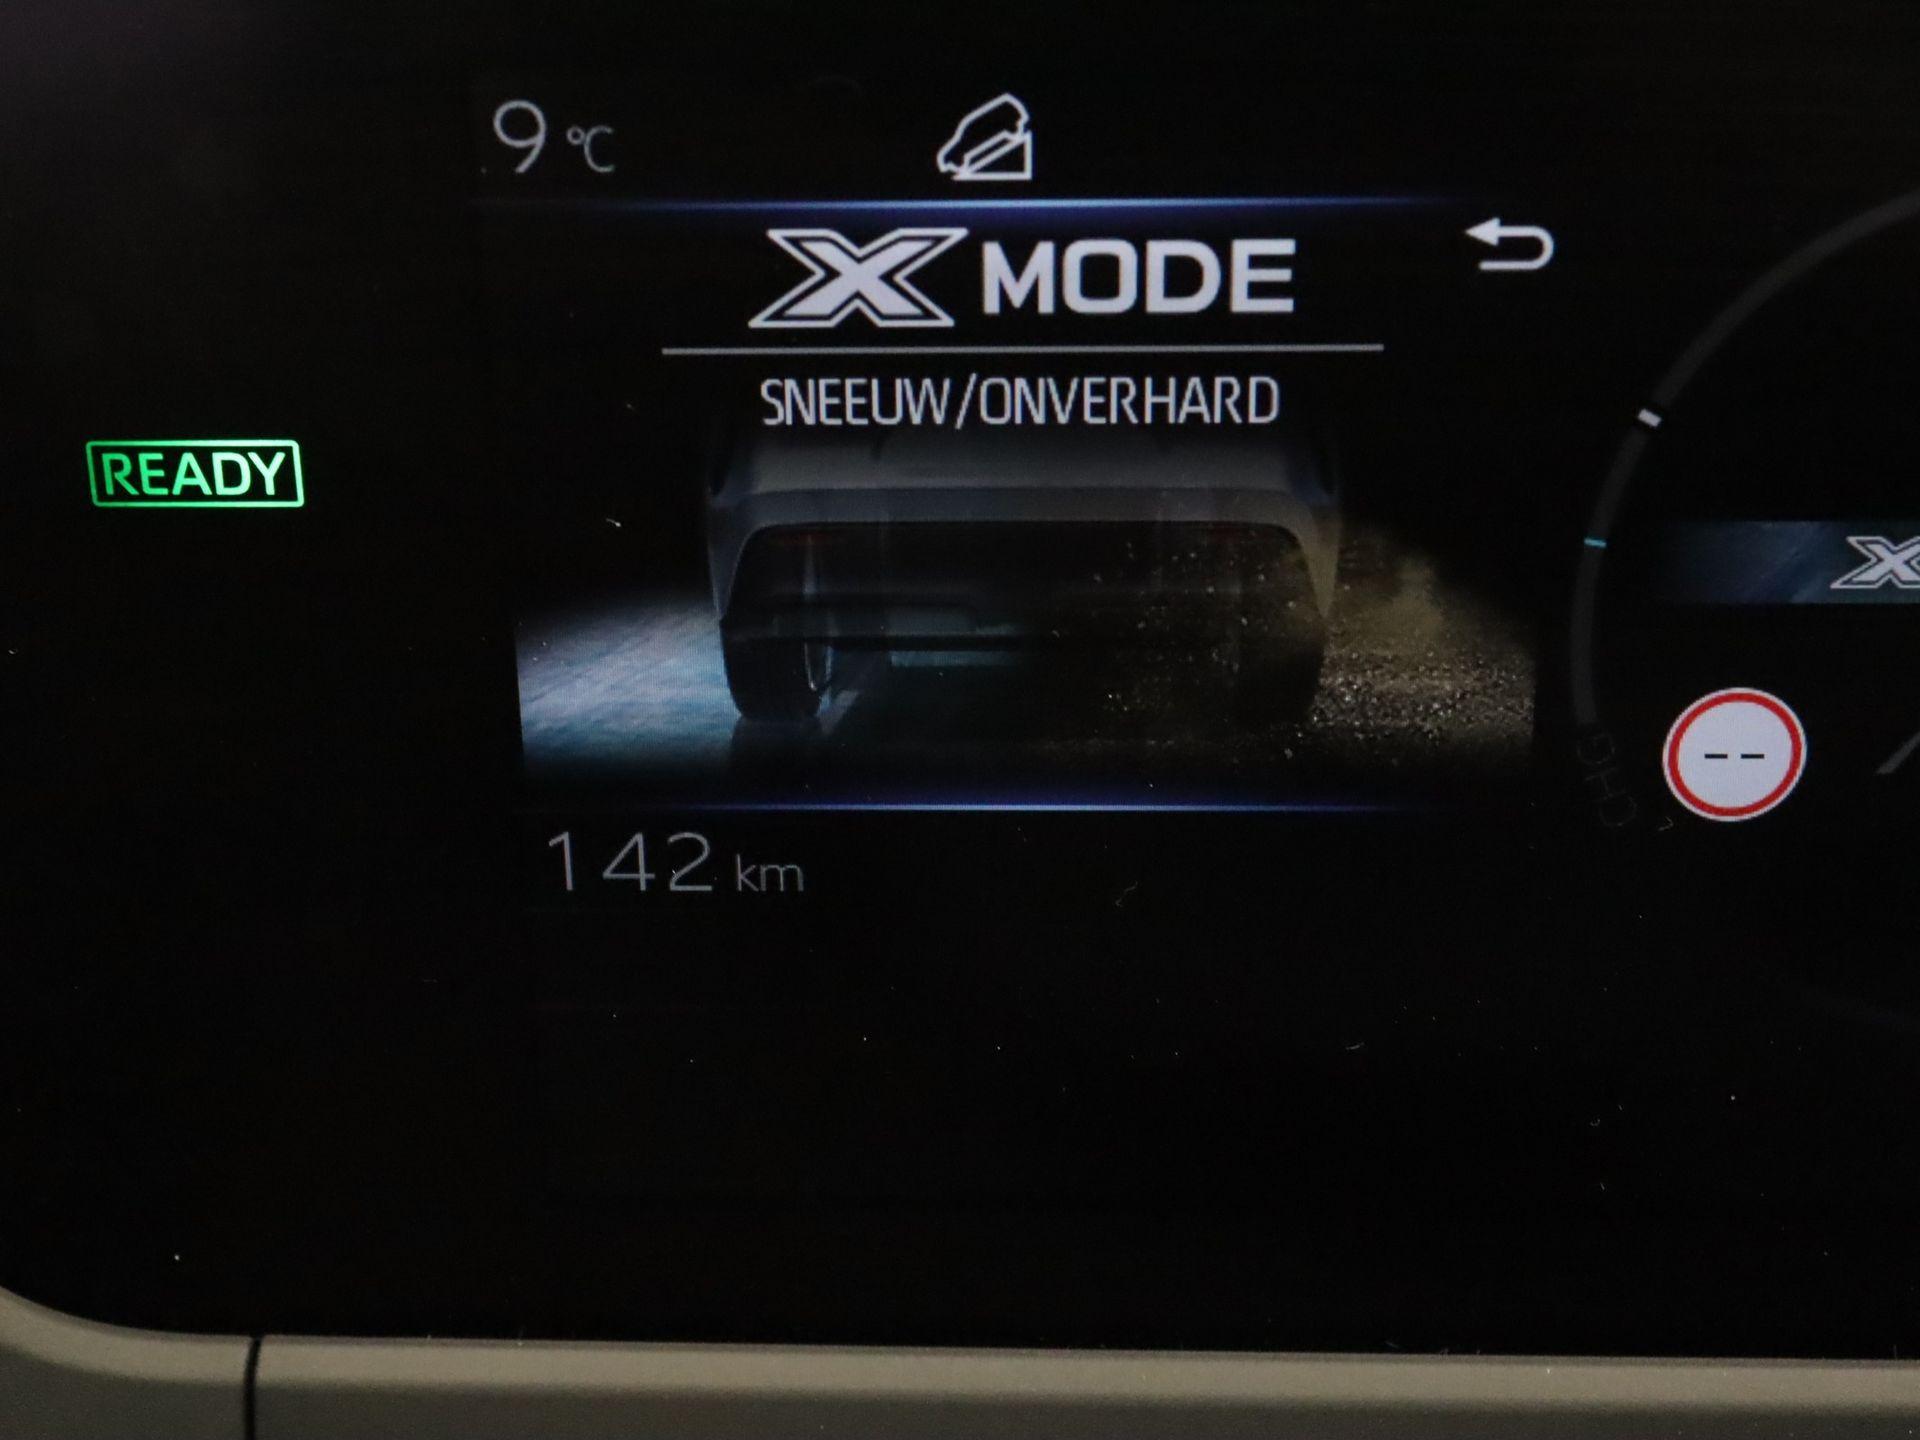 9 °C
X MODE
SNEEUW/ONVERHARD
READY
X
--
142 km